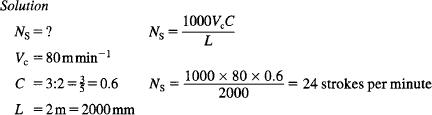 Solution
N_S = ?    N_S = 1000V_cC / L
V_c = 80 m min⁻¹
C = 3:2 = 3/5 = 0.6    N_S = 1000 × 80 × 0.6 / 2000 = 24 strokes per minute
L = 2 m = 2000 mm